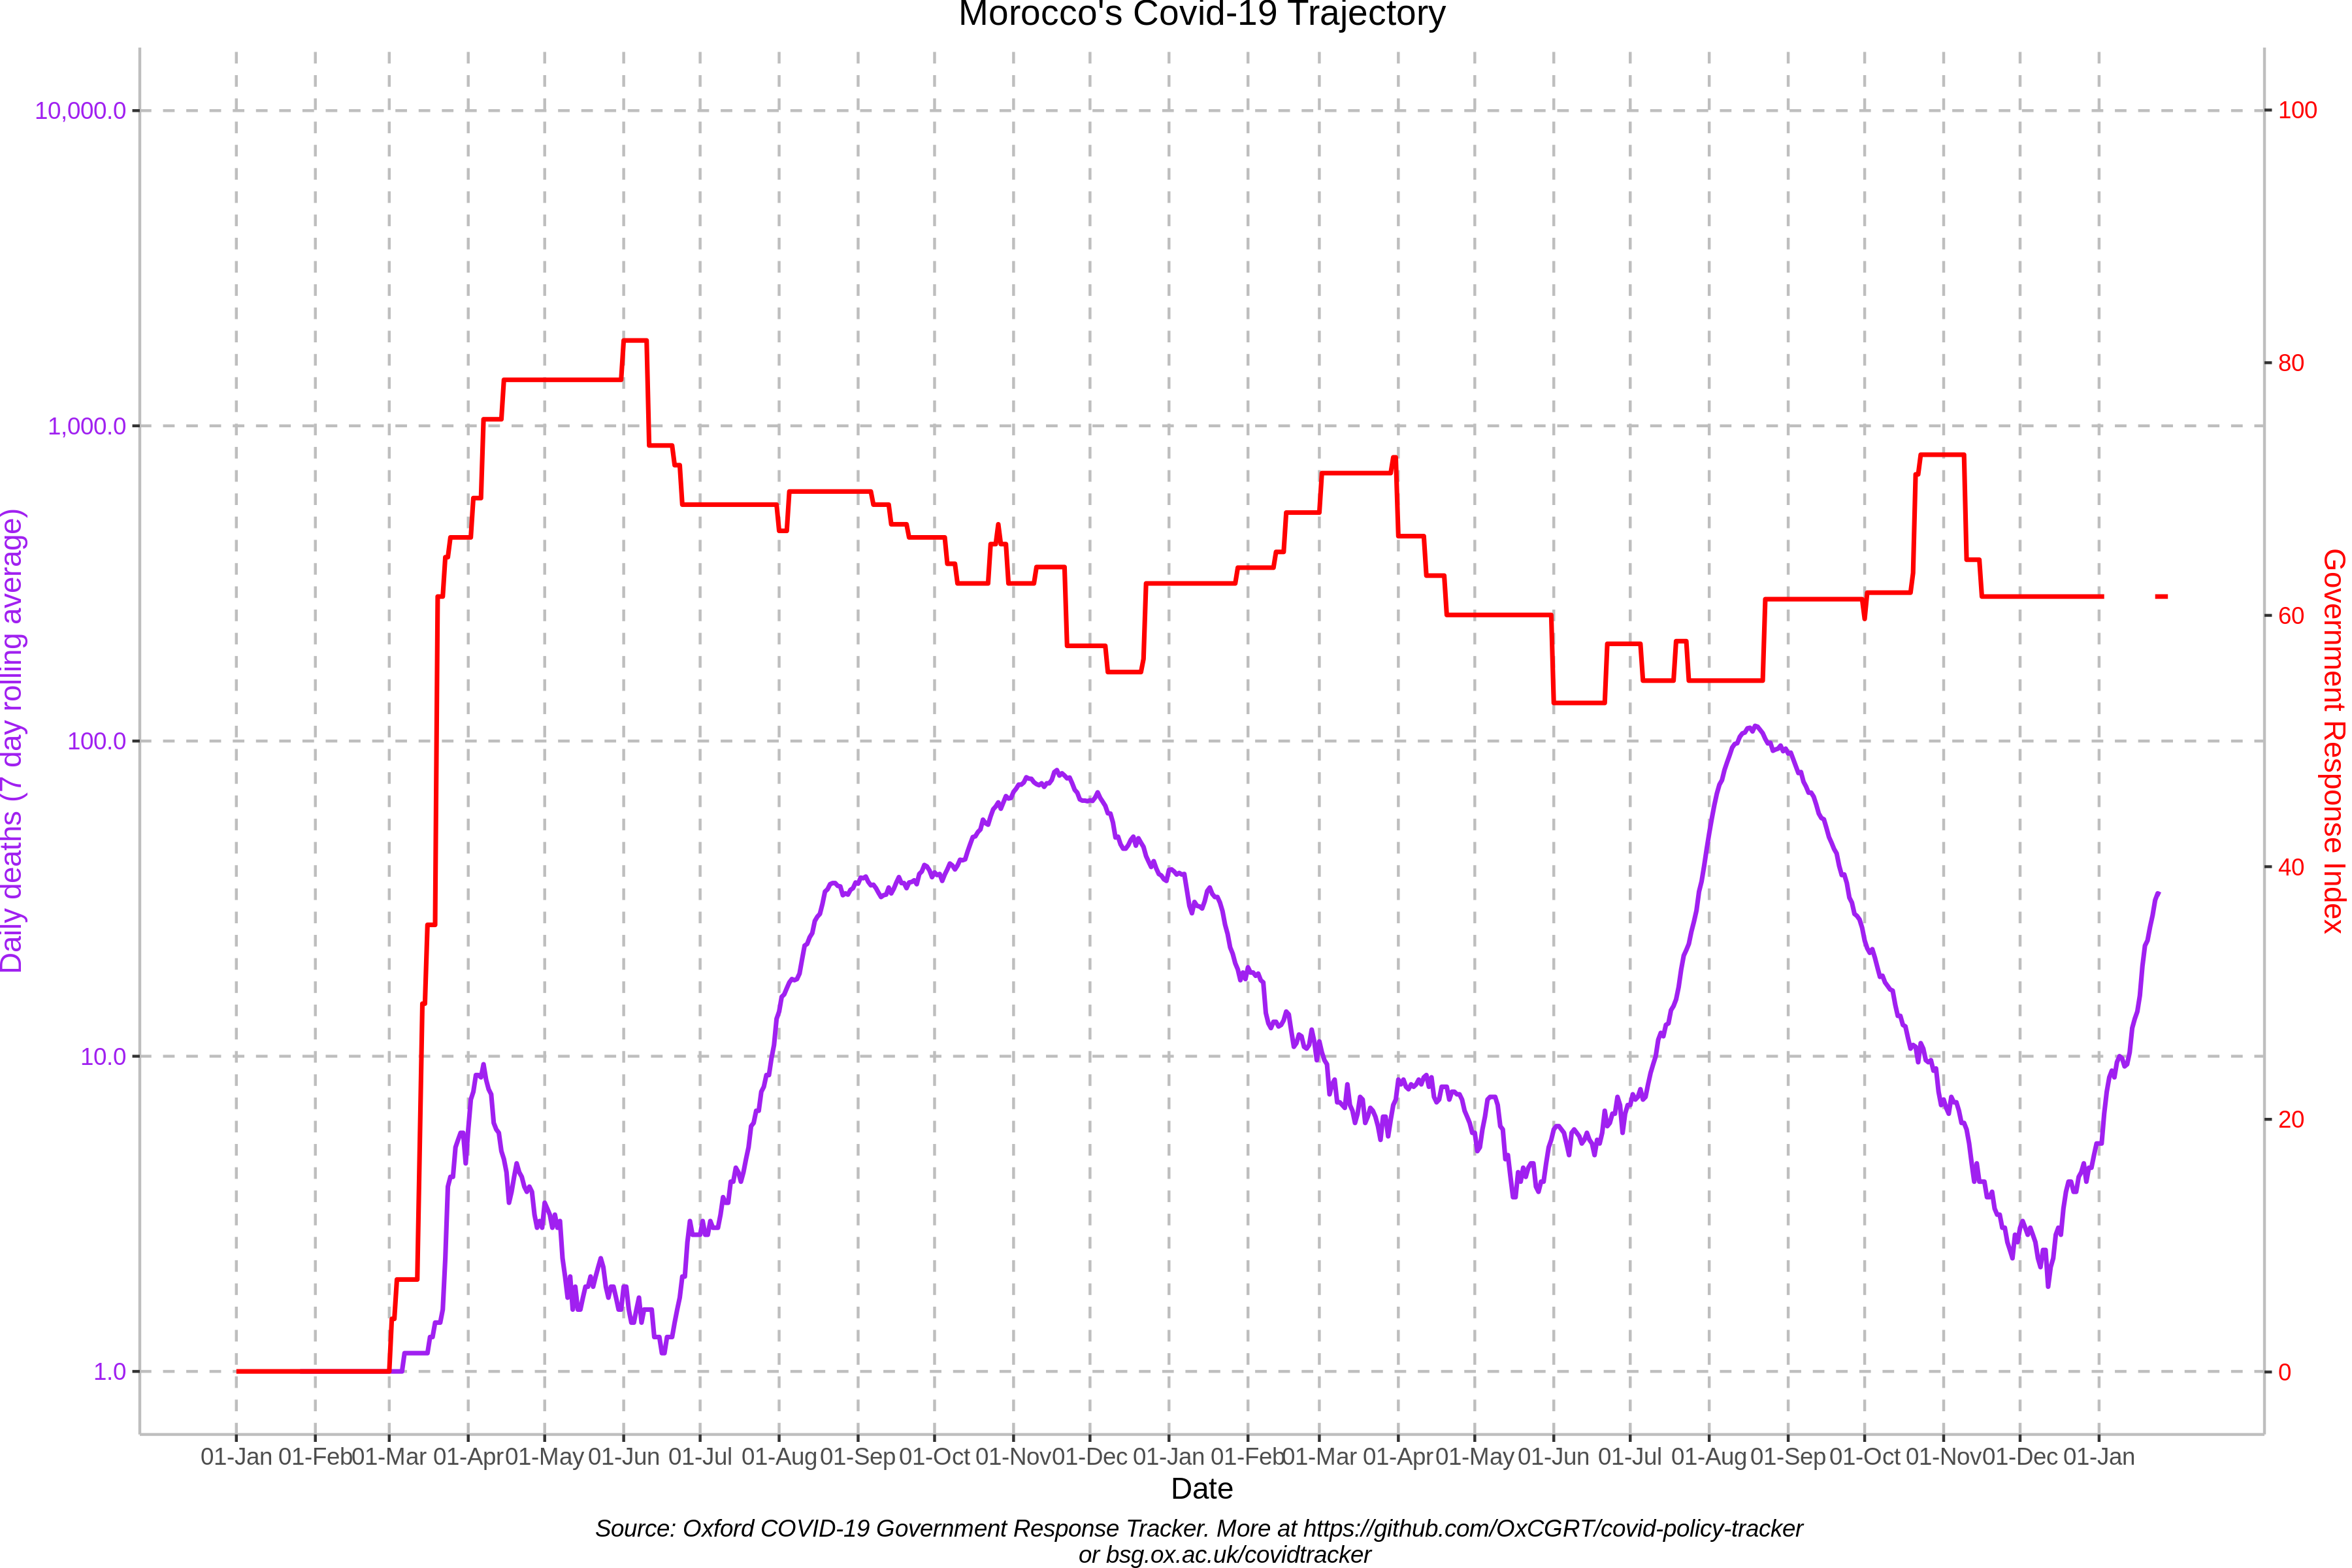 Morocco's Covid-19 Trajectory
10,000.0
1,000.0
100.0
10.0
1.0
Daily deaths (7 day rolling average)
100
80
60
40
20
0
Government Response Index
01-Jan 01-Feb 01-Mar 01-Apr 01-May 01-Jun 01-Jul 01-Aug 01-Sep 01-Oct 01-Nov 01-Dec 01-Jan 01-Feb 01-Mar 01-Apr 01-May 01-Jun 01-Jul 01-Aug 01-Sep 01-Oct 01-Nov 01-Dec 01-Jan
Date
Source: Oxford COVID-19 Government Response Tracker. More at https://github.com/OxCGRT/covid-policy-tracker
or bsg.ox.ac.uk/covidtracker